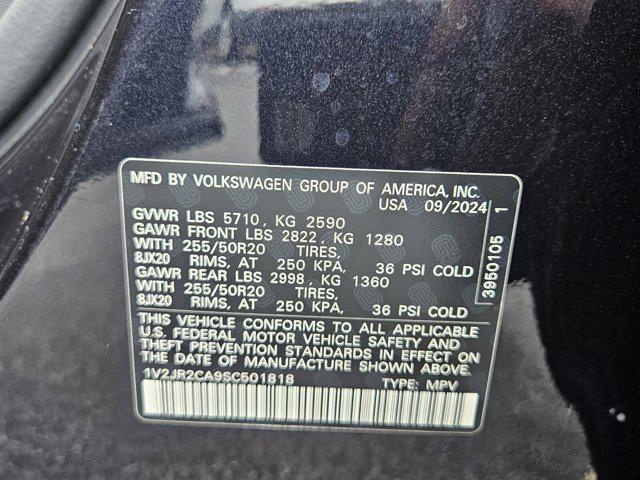 MFD BY VOLKSWAGEN GROUP OF AMERICA, INC.
USA 09/2024
GVWR LBS 5710, KG 2590
GAWR FRONT LBS 2822, KG 1280
WITH 255/50R20 TIRES,
8JX20 RIMS, AT 250 KPA, 36 PSI COLD
GAWR REAR LBS 2998, KG 1360
WITH 255/50R20 TIRES,
8JX20 RIMS, AT 250 KPA, 36 PSI COLD
THIS VEHICLE CONFORMS TO ALL APPLICABLE
U.S. FEDERAL MOTOR VEHICLE SAFETY AND
THEFT PREVENTION STANDARDS IN EFFECT ON
THE DATE OF MANUFACTURE SHOWN ABOVE.
1V2JR2CA9SC501818 TYPE: MPV
3950105 1